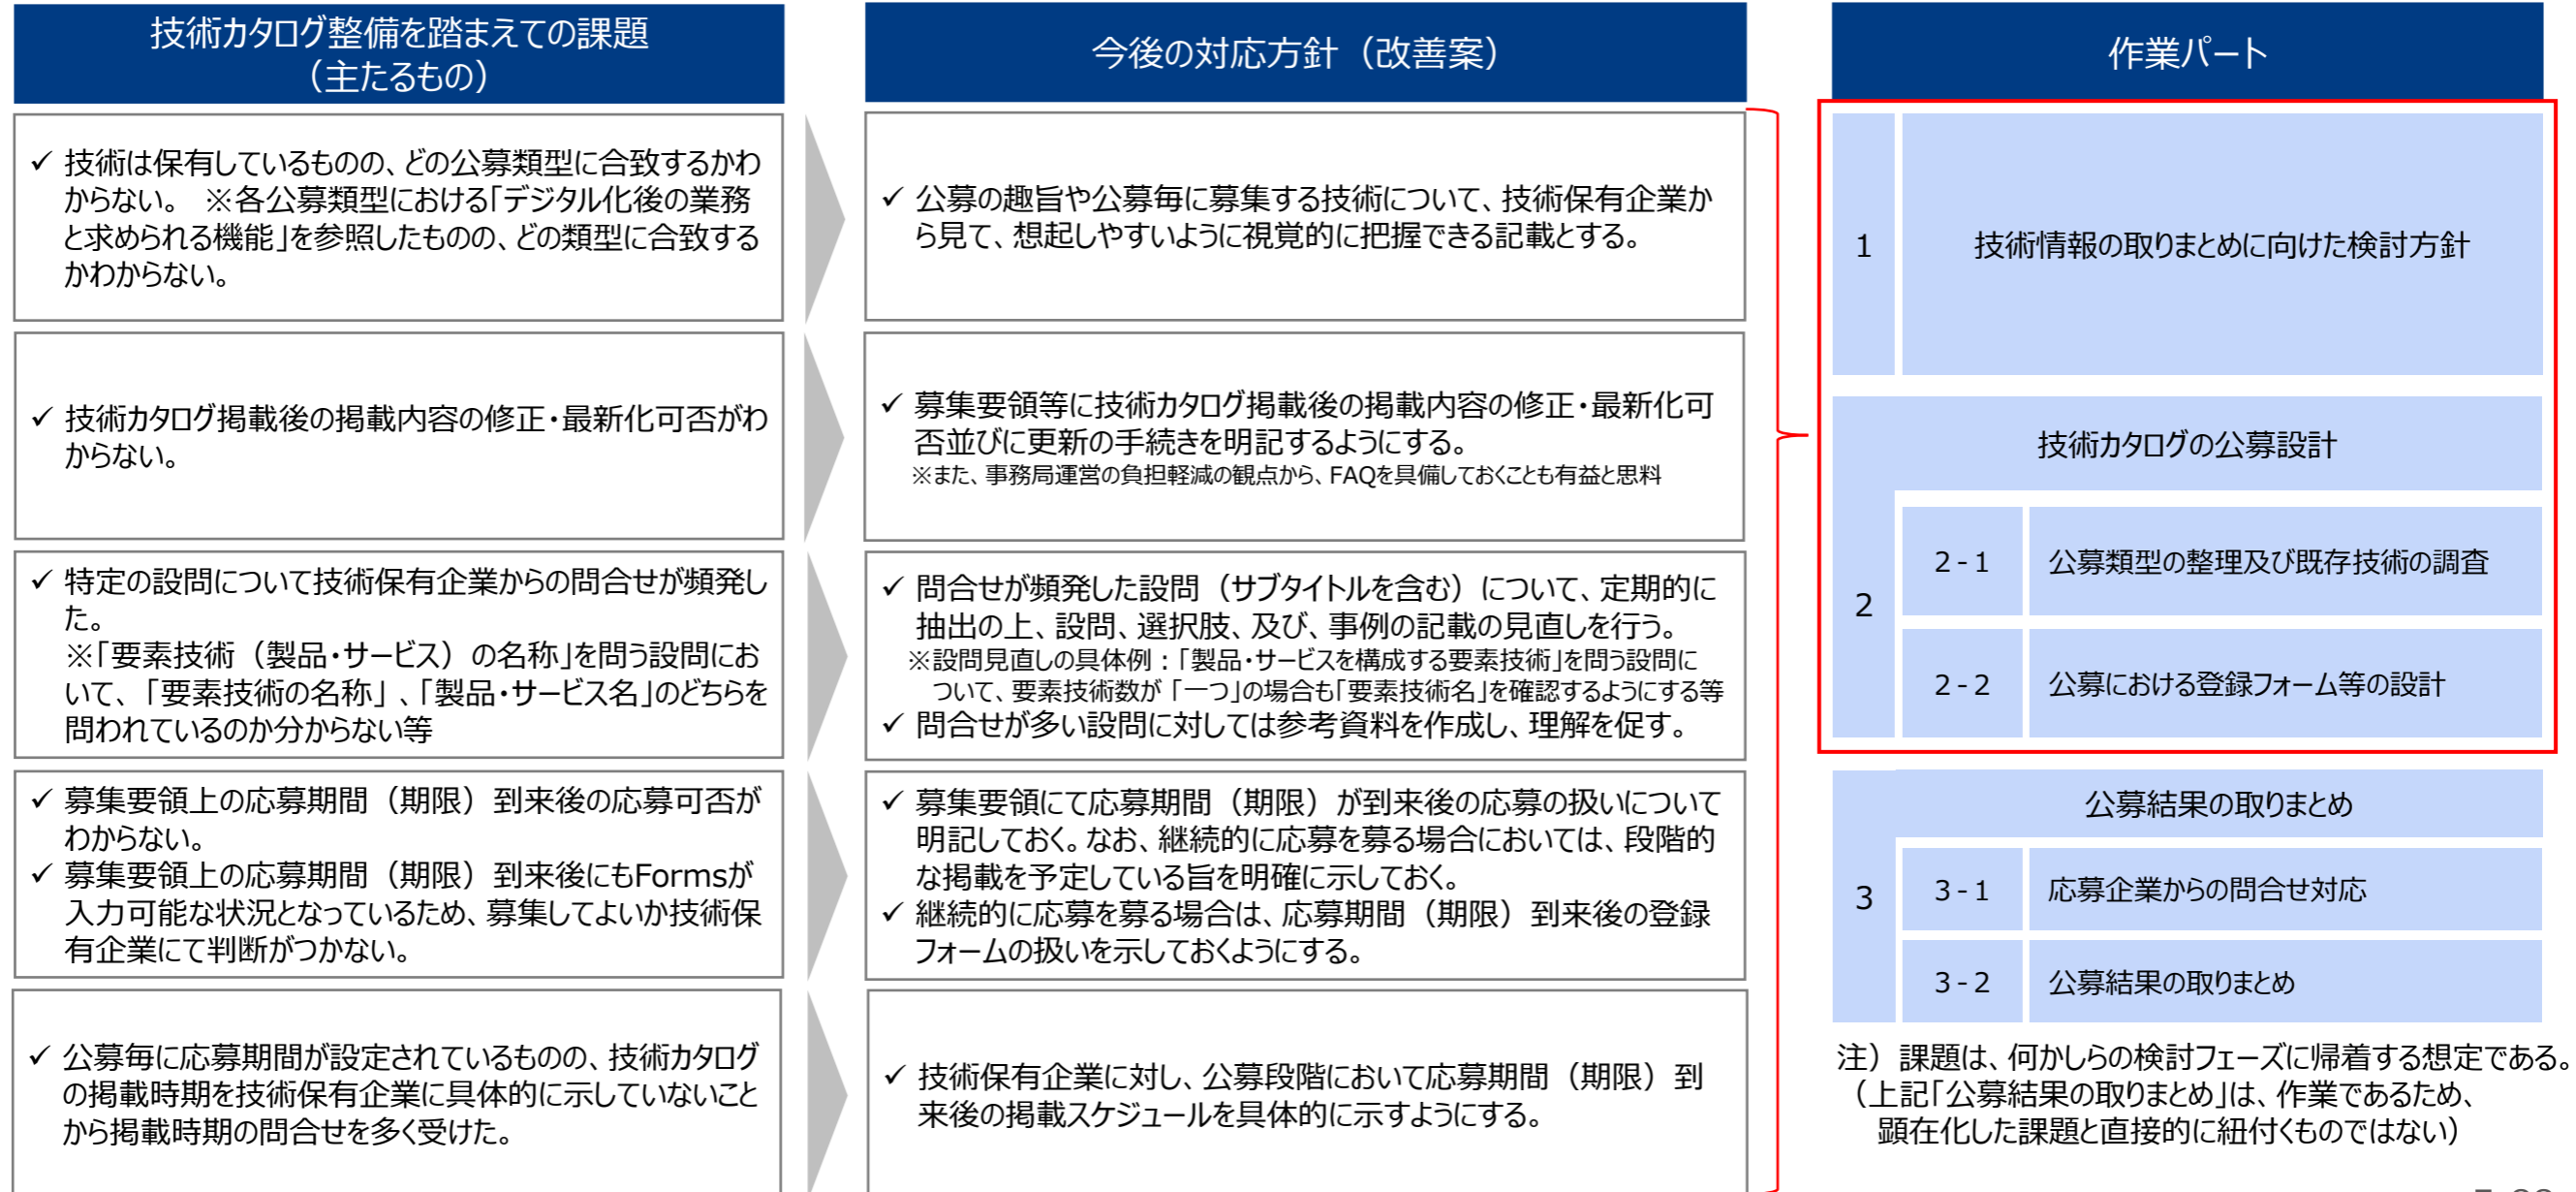 技術カタログ整備を踏まえての課題
（主たるもの）
今後の対応方針（改善案）
作業パート
✓ 技術は保有しているものの、どの公募類型に合致するかわ
からない。 ※各公募類型における「デジタル化後の業務
と求められる機能」を参照したものの、どの類型に合致する
かわからない。
✓ 公募の趣旨や公募毎に募集する技術について、技術保有企業か
ら見て、想起しやすいように視覚的に把握できる記載とする。
✓ 技術カタログ掲載後の掲載内容の修正・最新化可否がわ
からない。
✓ 募集要領等に技術カタログ掲載後の掲載内容の修正・最新化可
否並びに更新の手続きを明記するようにする。
※また、事務局運営の負担軽減の観点から、FAQを具備しておくことも有益と思料
✓ 特定の設問について技術保有企業からの問合せが頻発し
た。
※「要素技術（製品・サービス）の名称」を問う設問にお
いて、「要素技術の名称」、「製品・サービス名」のどちらを
問われているのか分からない等
✓ 問合せが頻発した設問（サブタイトルを含む）について、定期的に
抽出の上、設問、選択肢、及び、事例の記載の見直しを行う。
※設問見直しの具体例：「製品・サービスを構成する要素技術」を問う設問に
ついて、要素技術数が「一つ」の場合も「要素技術名」を確認するようにする等
✓ 問合せが多い設問に対しては参考資料を作成し、理解を促す。
✓ 募集要領上の応募期間（期限）到来後の応募可否が
わからない。
✓ 募集要領上の応募期間（期限）到来後にもFormsが
入力可能な状況となっているため、募集してよいか技術保
有企業にて判断がつかない。
✓ 募集要領にて応募期間（期限）が到来後の応募の扱いについて
明記しておく。なお、継続的に応募を募る場合においては、段階的
な掲載を予定している旨を明確に示しておく。
✓ 継続的に応募を募る場合は、応募期間（期限）到来後の登録
フォームの扱いを示しておくようにする。
✓ 公募毎に応募期間が設定されているものの、技術カタログ
の掲載時期を技術保有企業に具体的に示していないこと
から掲載時期の問合せを多く受けた。
✓ 技術保有企業に対し、公募段階において応募期間（期限）到
来後の掲載スケジュールを具体的に示すようにする。
1
技術情報の取りまとめに向けた検討方針
2
技術カタログの公募設計
2-1
公募類型の整理及び既存技術の調査
2-2
公募における登録フォーム等の設計
3
公募結果の取りまとめ
3-1
応募企業からの問合せ対応
3-2
公募結果の取りまとめ
注）課題は、何かしらの検討フェーズに帰着する想定である。
（上記「公募結果の取りまとめ」は、作業であるため、
顕在化した課題と直接的に紐付くものではない）